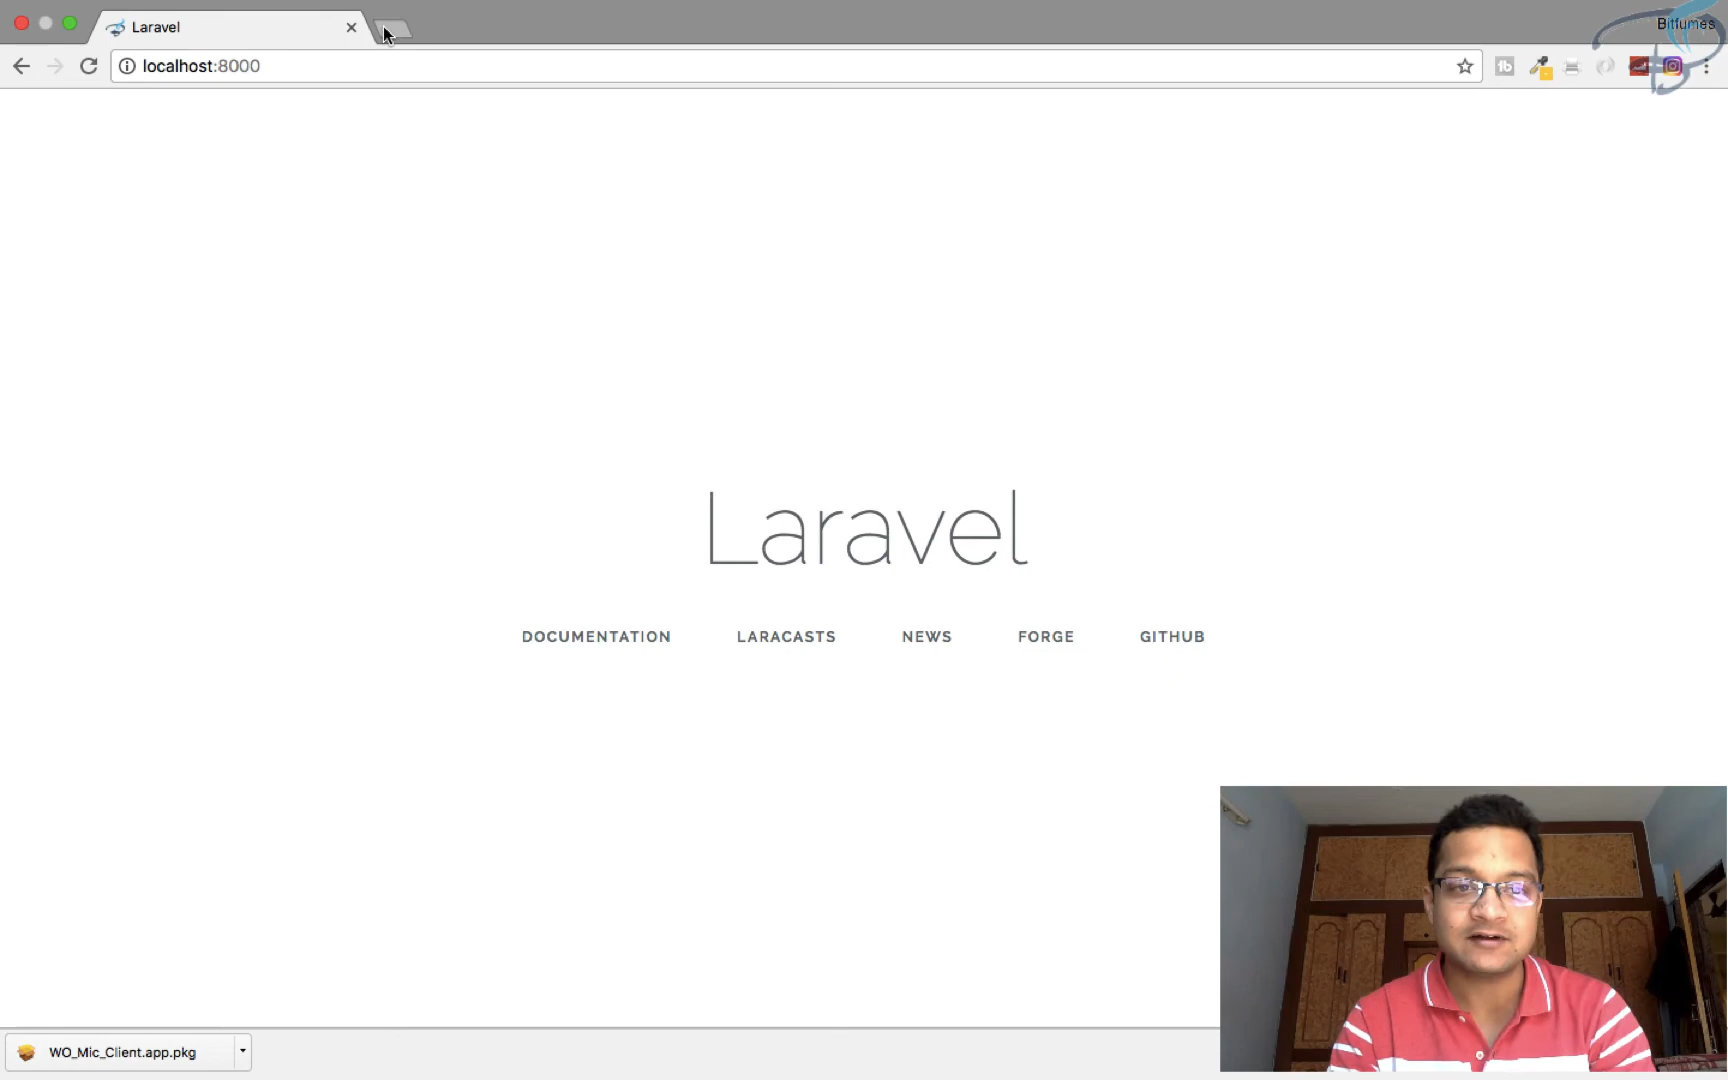 Laravel
Bitfumes
localhost:8000
Laravel
DOCUMENTATION LARACASTS NEWS FORGE GITHUB
WO_Mic_Client.app.pkg